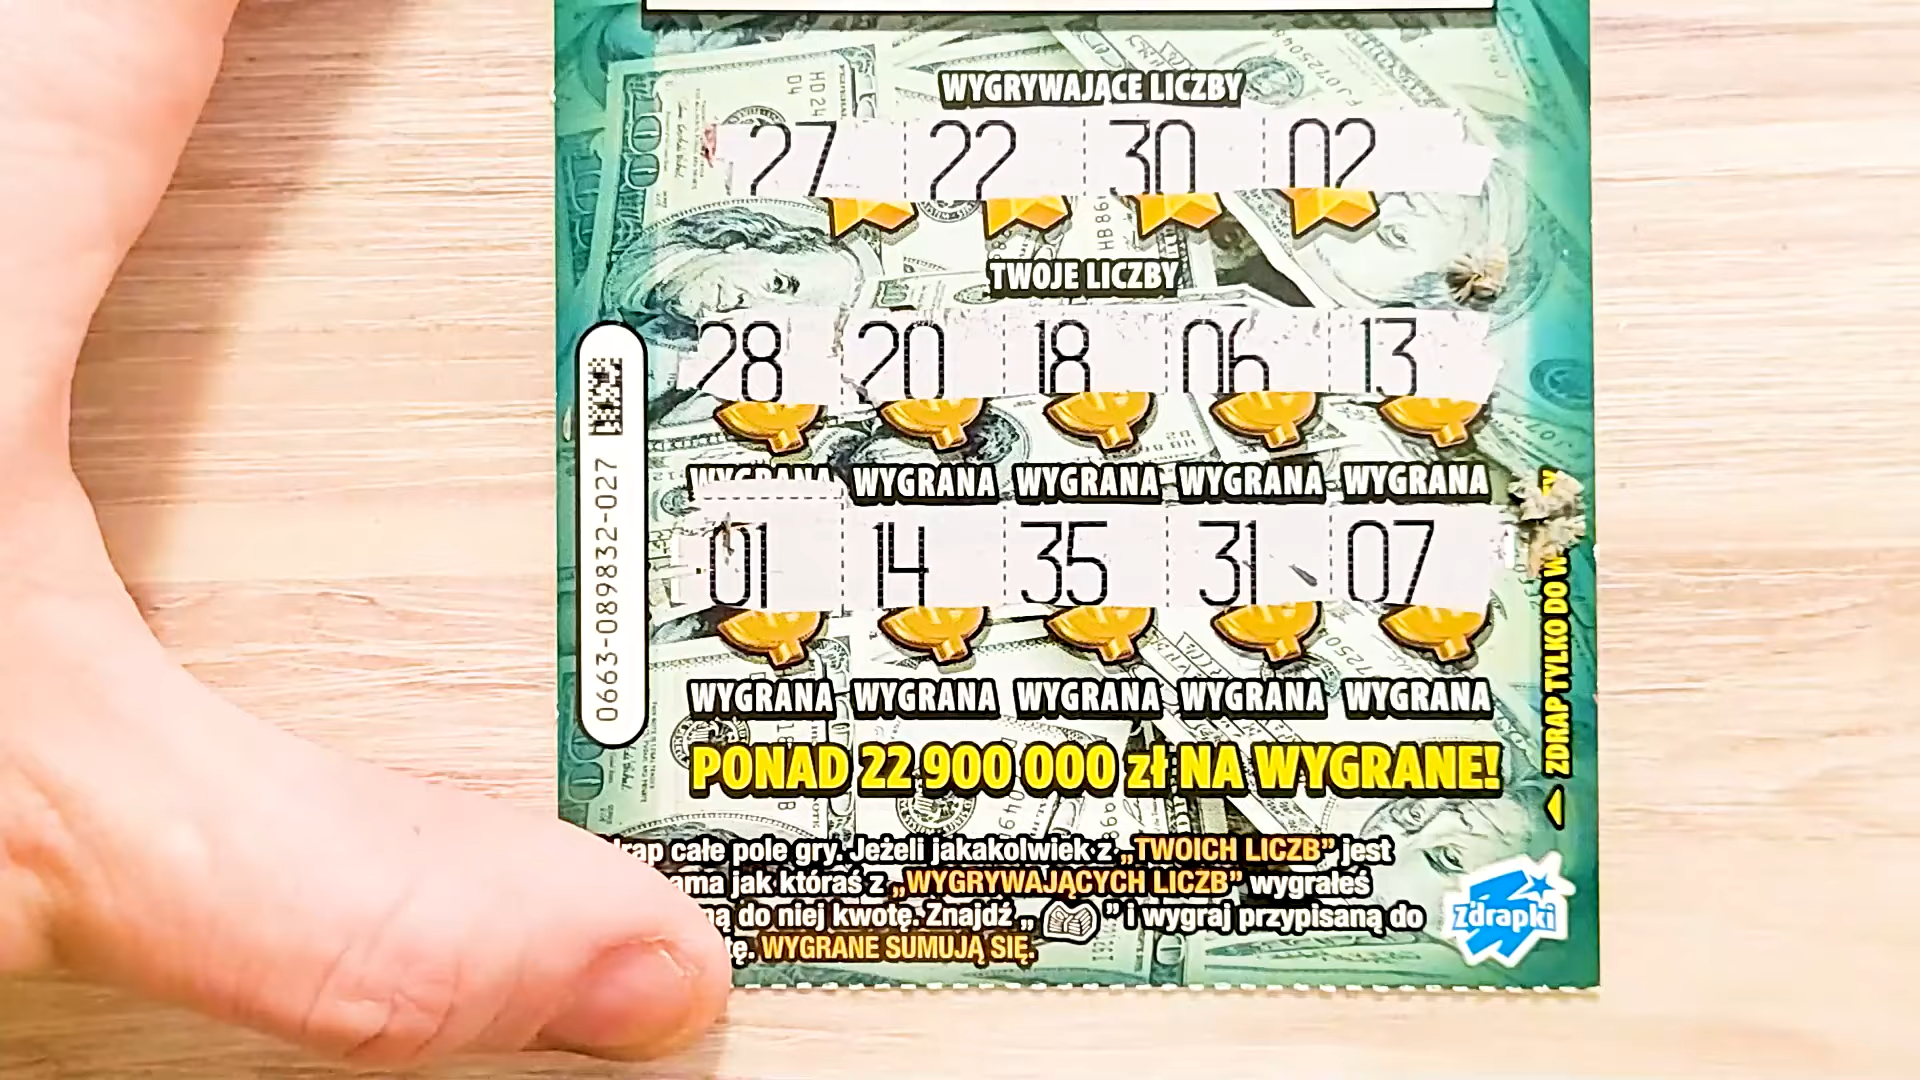 WYGRYWAJĄCE LICZBY
27 22 30 02
TWOJE LICZBY
28 20 18 06 13
WYGRANA WYGRANA WYGRANA WYGRANA WYGRANA
01 14 35 31 07
WYGRANA WYGRANA WYGRANA WYGRANA WYGRANA
PONAD 22 900 000 zł NA WYGRANE!
całe pole gry. Jeżeli jakakolwiek z „TWOICH LICZB” jest
jak któraś z „WYGRYWAJĄCYCH LICZB” wygrałeś
do niej kwotę. Znajdź „ ” i wygraj przypisaną do
WYGRANE SUMUJĄ SIĘ.
Zdrapki
0663-089832-027
ZDRAP TYLKO DO W